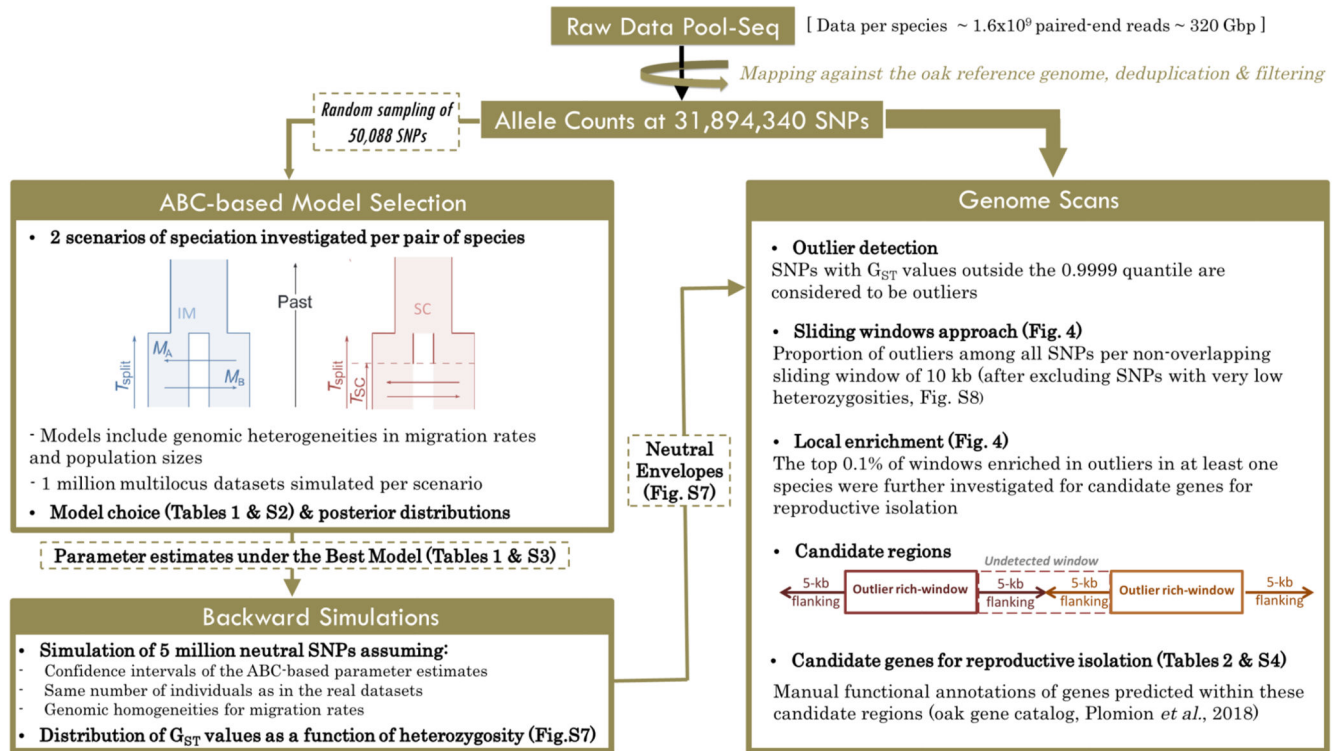 Raw Data Pool-Seq
[ Data per species ~ 1.6x10⁹ paired-end reads ~ 320 Gbp ]
Mapping against the oak reference genome, deduplication & filtering
Random sampling of
50,088 SNPs
Allele Counts at 31,894,340 SNPs
ABC-based Model Selection
• 2 scenarios of speciation investigated per pair of species
IM
Past
SC
Tsplit
MA
MB
Tsplit
TSC
- Models include genomic heterogeneities in migration rates
and population sizes
- 1 million multilocus datasets simulated per scenario
• Model choice (Tables 1 & S2) & posterior distributions
Parameter estimates under the Best Model (Tables 1 & S3)
Backward Simulations
• Simulation of 5 million neutral SNPs assuming:
- Confidence intervals of the ABC-based parameter estimates
- Same number of individuals as in the real datasets
- Genomic homogeneities for migration rates
• Distribution of GST values as a function of heterozygosity (Fig.S7)
Neutral
Envelopes
(Fig. S7)
Genome Scans
• Outlier detection
SNPs with GST values outside the 0.9999 quantile are
considered to be outliers
• Sliding windows approach (Fig. 4)
Proportion of outliers among all SNPs per non-overlapping
sliding window of 10 kb (after excluding SNPs with very low
heterozygosities, Fig. S8)
• Local enrichment (Fig. 4)
The top 0.1% of windows enriched in outliers in at least one
species were further investigated for candidate genes for
reproductive isolation
• Candidate regions
Undetected window
5-kb
flanking
Outlier rich-window
5-kb
flanking
5-kb
flanking
Outlier rich-window
5-kb
flanking
• Candidate genes for reproductive isolation (Tables 2 & S4)
Manual functional annotations of genes predicted within these
candidate regions (oak gene catalog, Plomion et al., 2018)